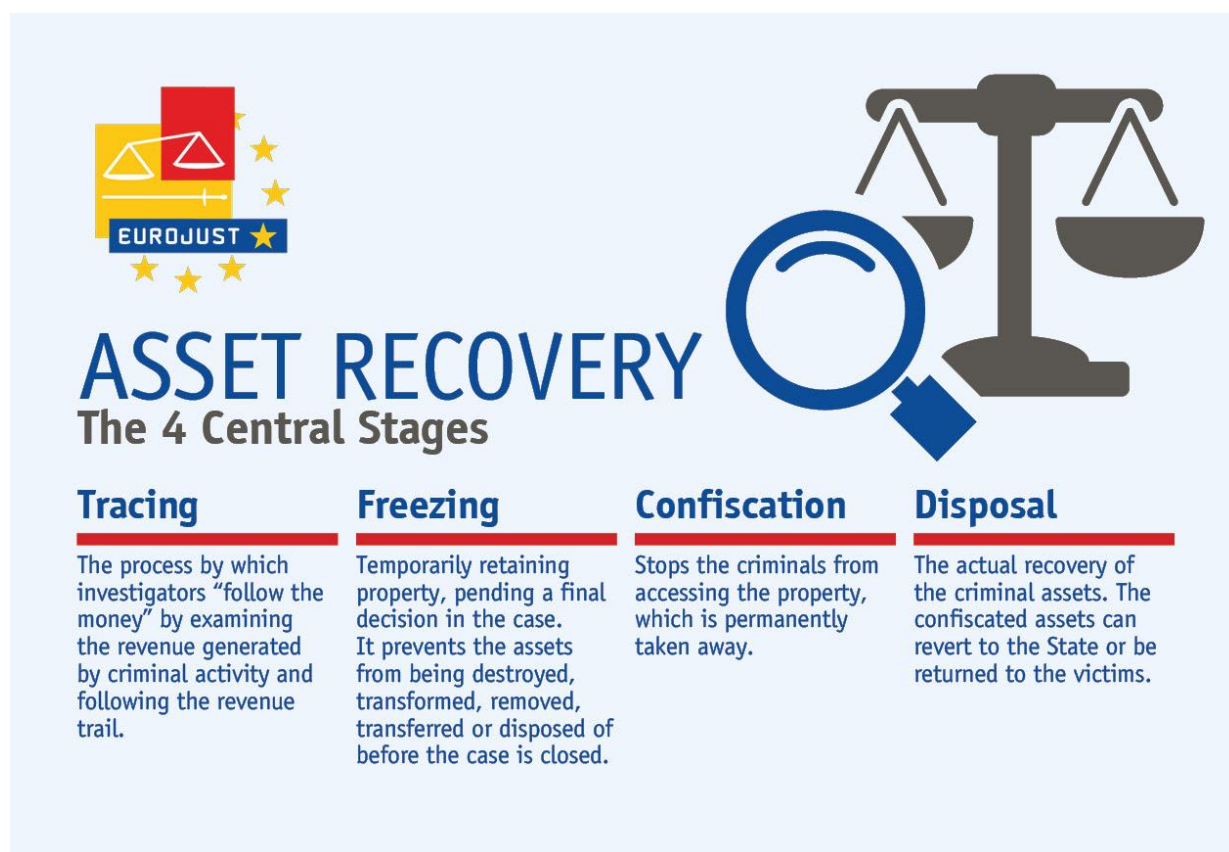 EUROJUST
ASSET RECOVERY
The 4 Central Stages
Tracing
The process by which
investigators “follow the
money” by examining
the revenue generated
by criminal activity and
following the revenue
trail.
Freezing
Temporarily retaining
property, pending a final
decision in the case.
It prevents the assets
from being destroyed,
transformed, removed,
transferred or disposed of
before the case is closed.
Confiscation
Stops the criminals from
accessing the property,
which is permanently
taken away.
Disposal
The actual recovery of
the criminal assets. The
confiscated assets can
revert to the State or be
returned to the victims.